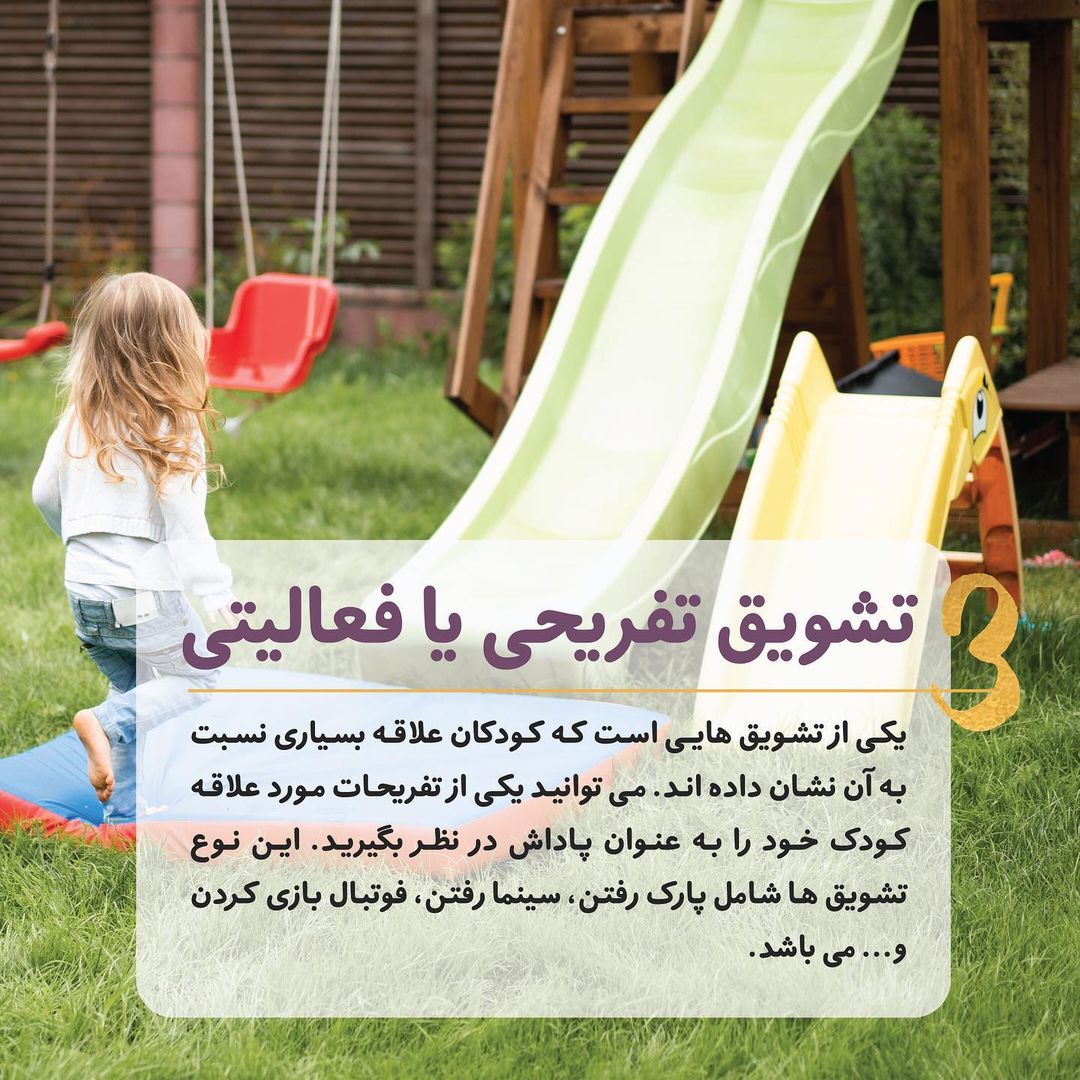 3
تشویق تفریحی یا فعالیتی
یکی از تشویق هایی است که کودکان علاقه بسیاری نسبت
به آن نشان داده اند. می توانید یکی از تفریحات مورد علاقه
کودک خود را به عنوان پاداش در نظر بگیرید. این نوع
تشویق ها شامل پارک رفتن، سینما رفتن، فوتبال بازی کردن
و... می باشد.